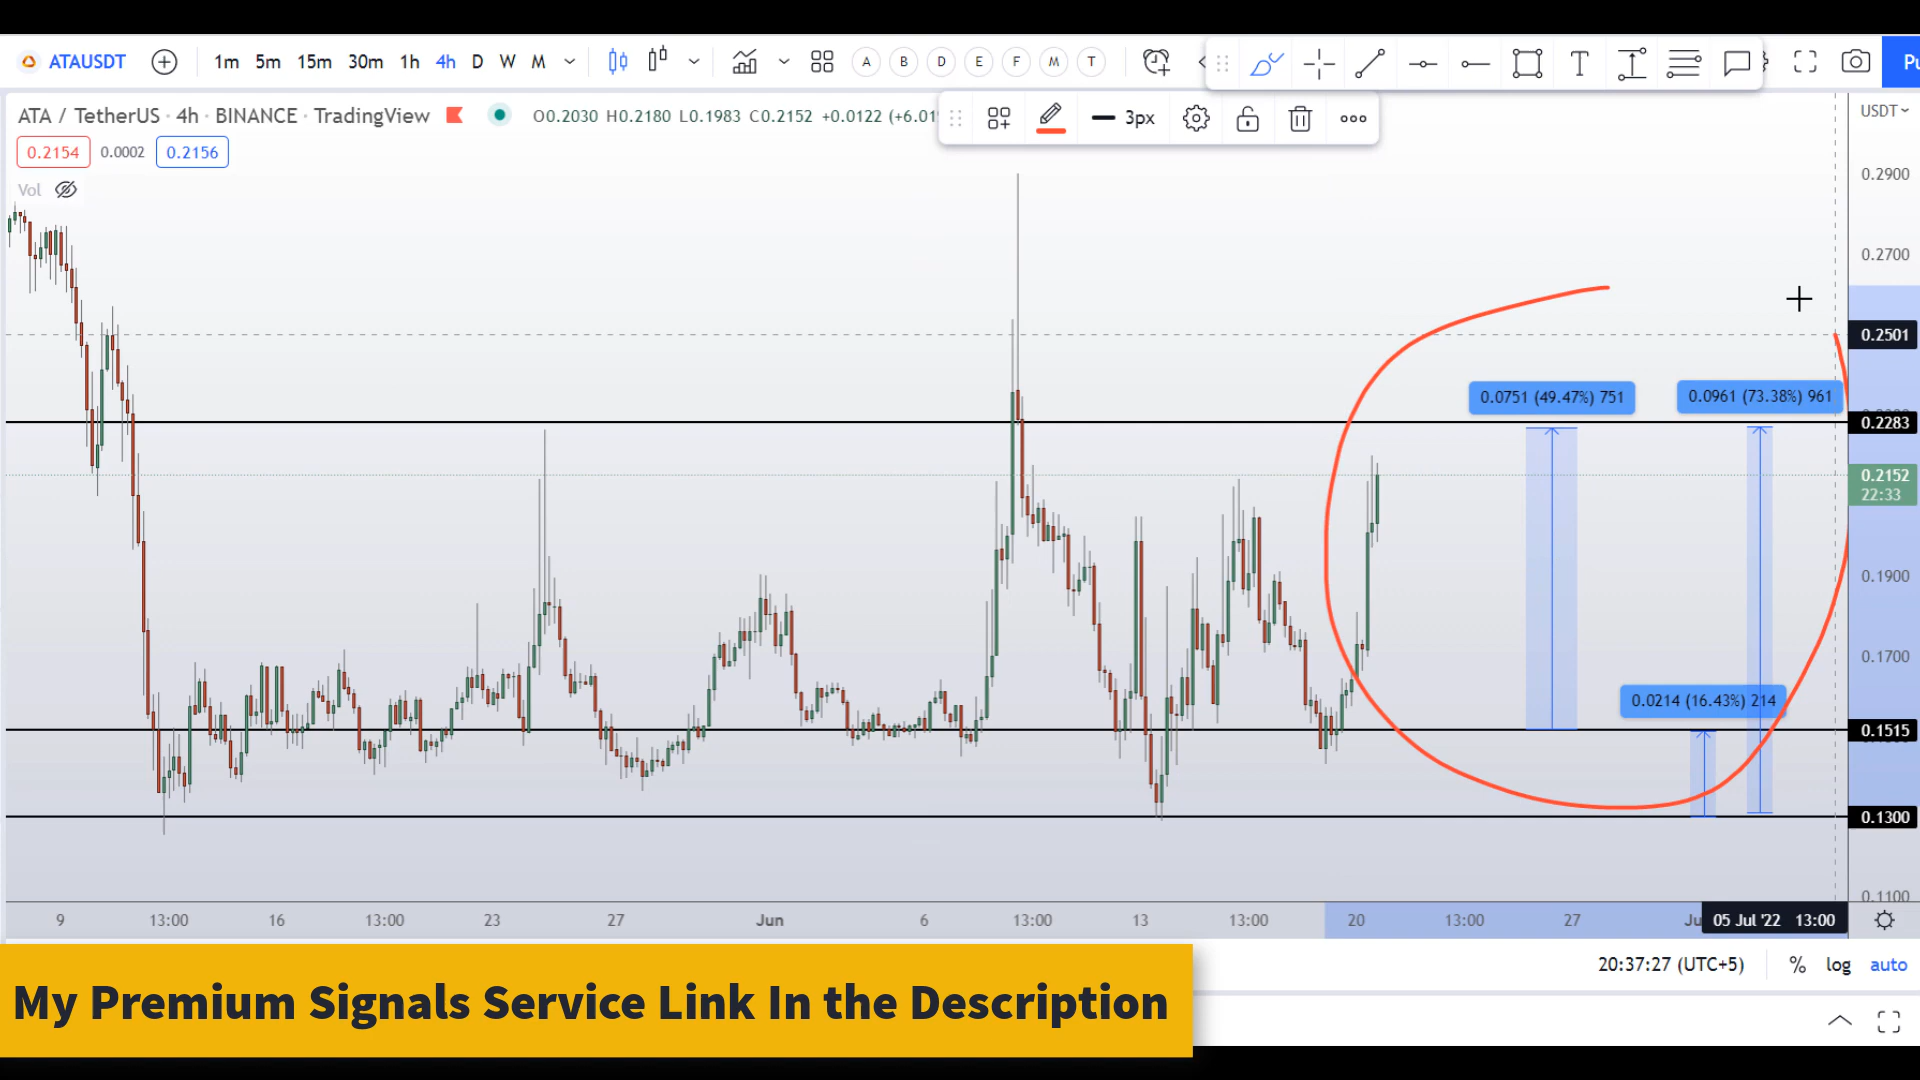 ATAUSDT 1m 5m 15m 30m 1h 4h D W M A B D E F M T T Pu
ATA / TetherUS · 4h · BINANCE · TradingView O0.2030 H0.2180 L0.1983 C0.2152 +0.0122 (+6.01 3px USDT
0.2154 0.0002 0.2156
Vol
0.2900
0.2700
0.2501
0.0751 (49.47%) 751 0.0961 (73.38%) 961
0.2283
0.2152
22:33
0.1900
0.1700
0.0214 (16.43%) 214
0.1515
0.1300
0.1100
9 13:00 16 13:00 23 27 Jun 6 13:00 13 13:00 20 13:00 27 Ju 05 Jul '22 13:00
20:37:27 (UTC+5) % log auto
My Premium Signals Service Link In the Description